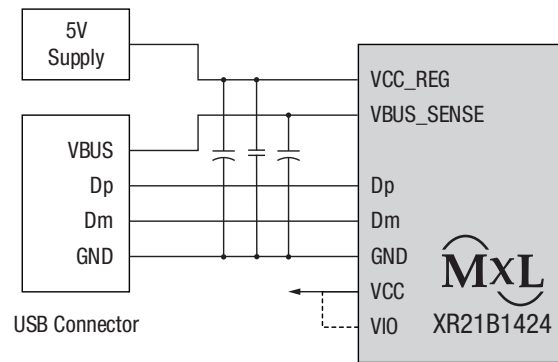 5V
Supply
VCC_REG
VBUS_SENSE
VBUS
Dp
Dp
Dm
Dm
GND
GND
MXL
VCC
USB Connector
VIO
XR21B1424